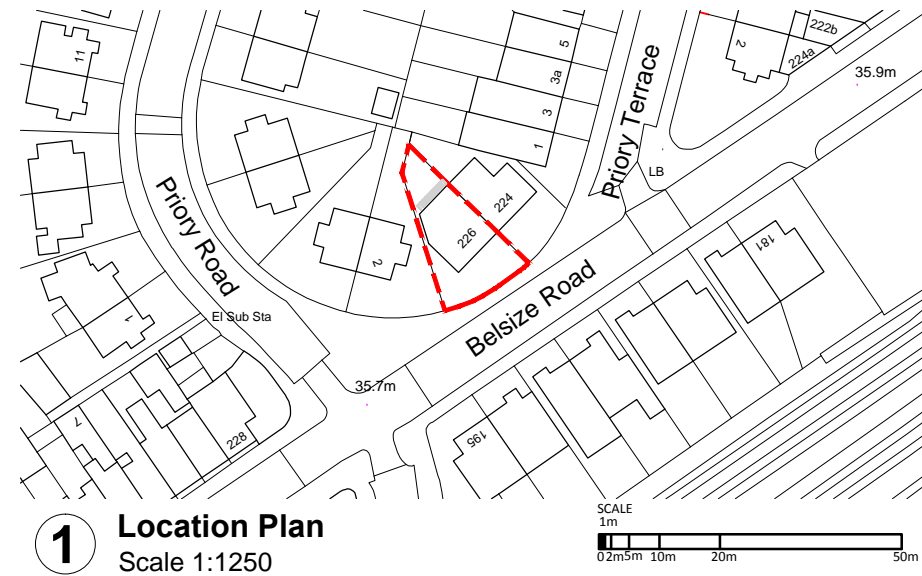 11
5
3a
3
1
2
222b
224a
35.9m
Priory Terrace
LB
Priory Road
2
224
226
181
1
El Sub Sta
Belsize Road
35.7m
7
228
195
1
Location Plan
Scale 1:1250
SCALE
1m
0 2m 5m 10m 20m 50m